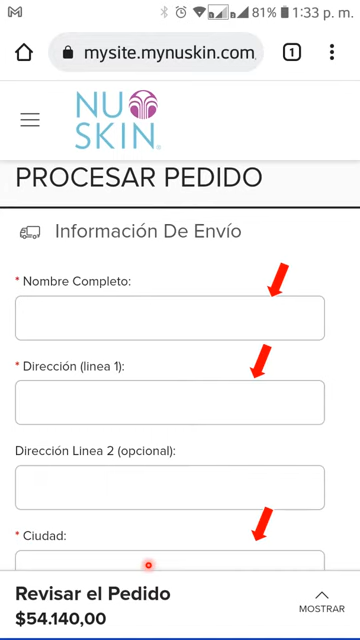 81% 1:33 p. m.
mysite.mynuskin.com
1
NU
SKIN
PROCESAR PEDIDO
Información De Envío
* Nombre Completo:
* Dirección (linea 1):
Dirección Linea 2 (opcional):
* Ciudad:
Revisar el Pedido
$54.140,00
MOSTRAR